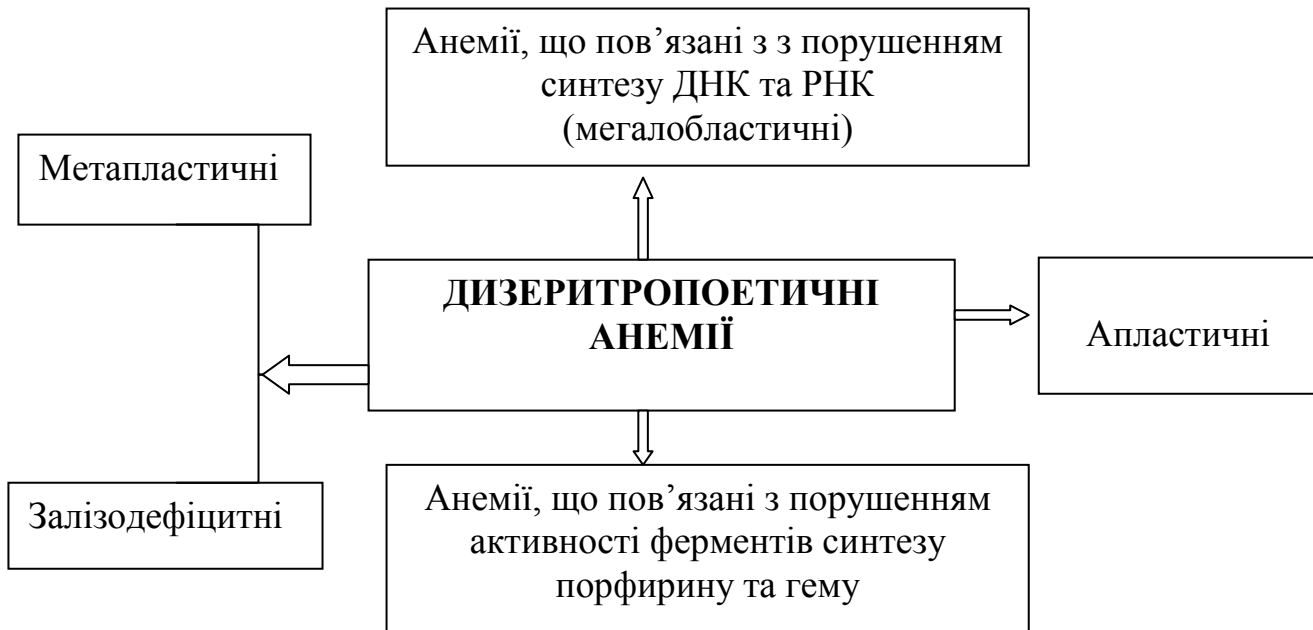 Анемії, що пов’язані з з порушенням
синтезу ДНК та РНК
(мегалобластичні)
Метапластичні
ДИЗЕРИТРОПОЕТИЧНІ
АНЕМІЇ
Апластичні
Залізодефіцитні
Анемії, що пов’язані з порушенням
активності ферментів синтезу
порфирину та гему